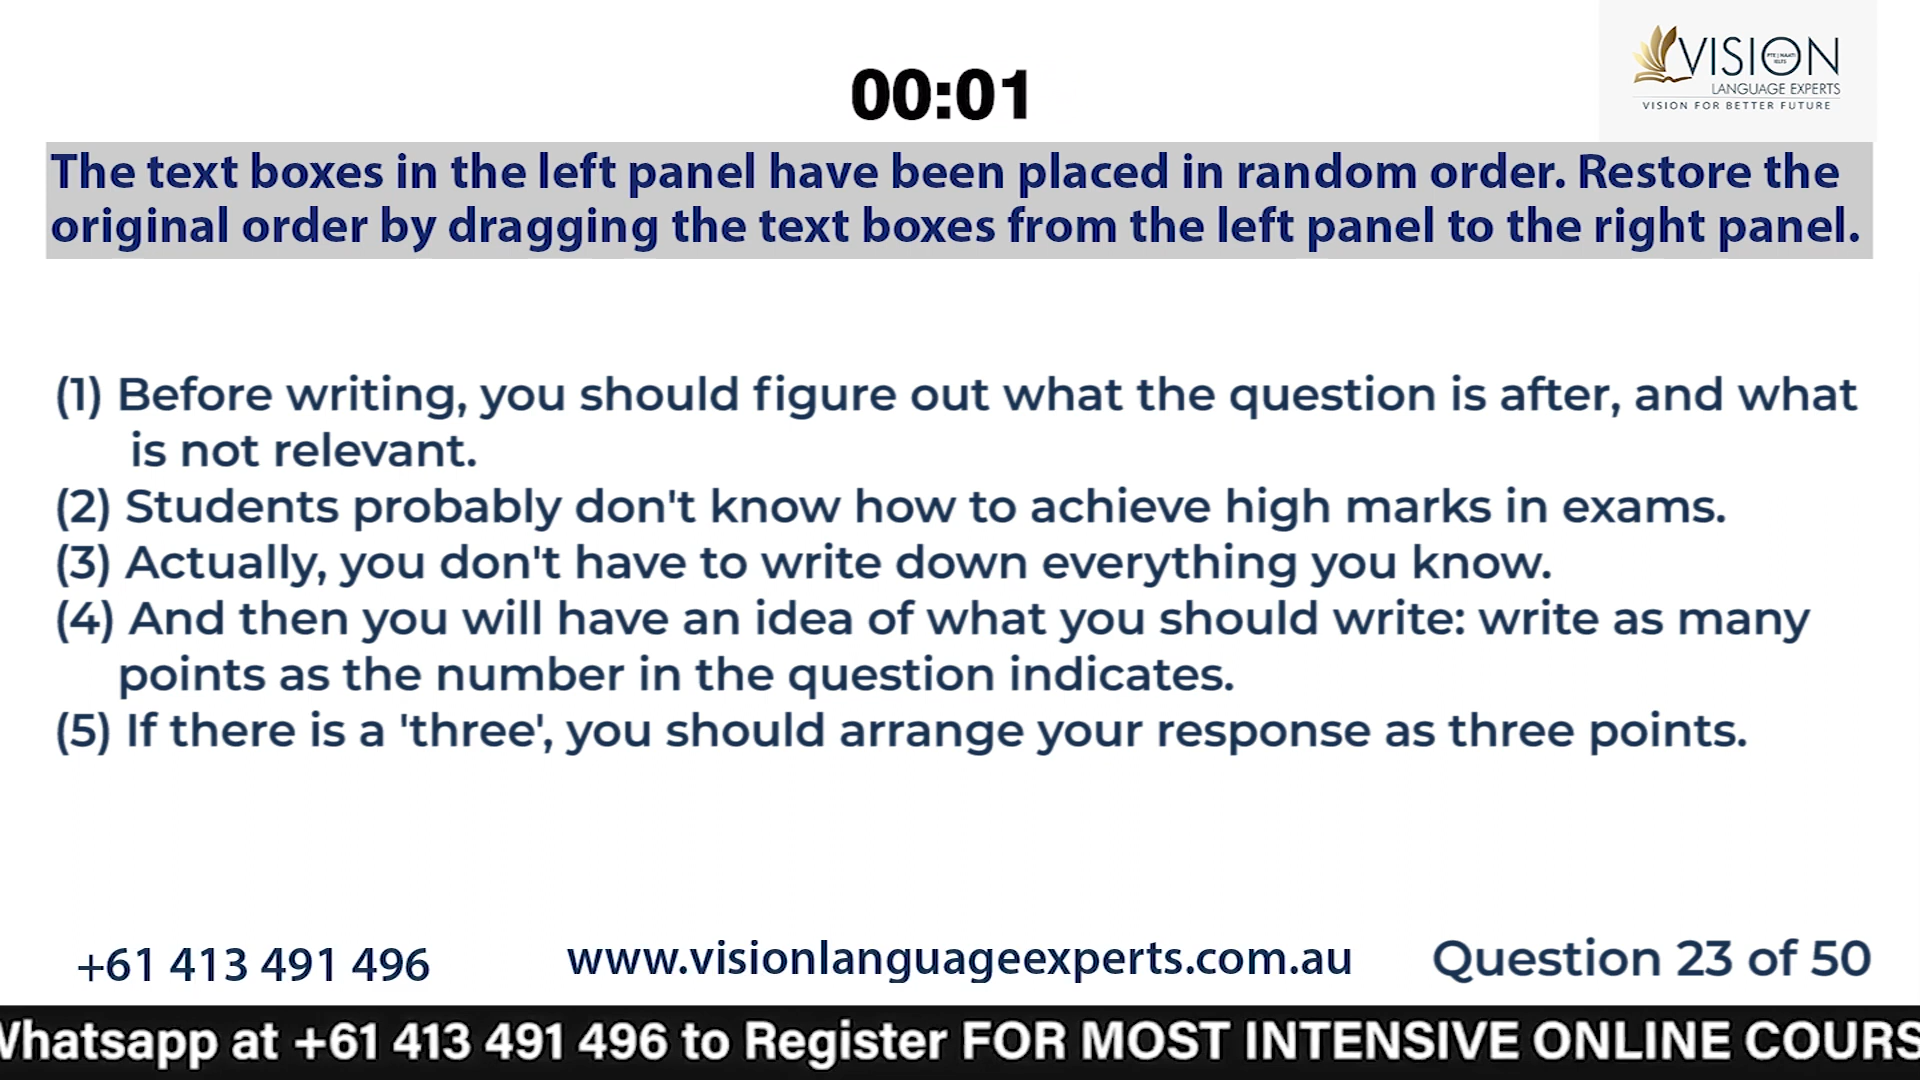 00:01
VISION
LANGUAGE EXPERTS
VISION FOR BETTER FUTURE
The text boxes in the left panel have been placed in random order. Restore the
original order by dragging the text boxes from the left panel to the right panel.
(1) Before writing, you should figure out what the question is after, and what
is not relevant.
(2) Students probably don't know how to achieve high marks in exams.
(3) Actually, you don't have to write down everything you know.
(4) And then you will have an idea of what you should write: write as many
points as the number in the question indicates.
(5) If there is a 'three', you should arrange your response as three points.
+61 413 491 496
www.visionlanguageexperts.com.au
Question 23 of 50
Whatsapp at +61 413 491 496 to Register FOR MOST INTENSIVE ONLINE COURS